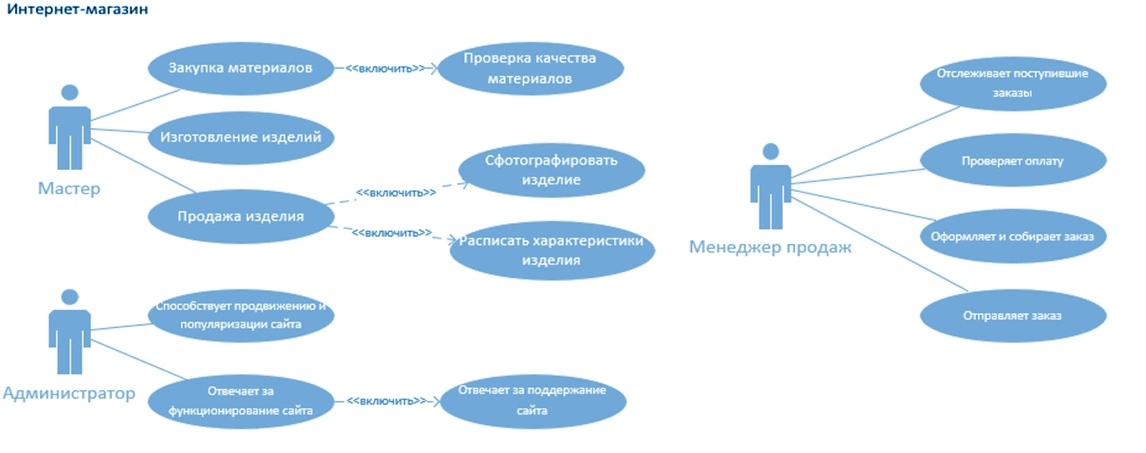 Интернет-магазин
Закупка материалов
<<включить>>
Проверка качества
материалов
Изготовление изделий
Мастер
Сфотографировать
изделие
<<включить>>
Продажа изделия
<<включить>>
Расписать характеристики
изделия
Способствует продвижению и
популяризации сайта
Администратор
Отвечает за
функционирование сайта
<<включить>>
Отвечает за поддержание
сайта
Отслеживает поступившие
заказы
Проверяет оплату
Менеджер продаж
Оформляет и собирает заказ
Отправляет заказ